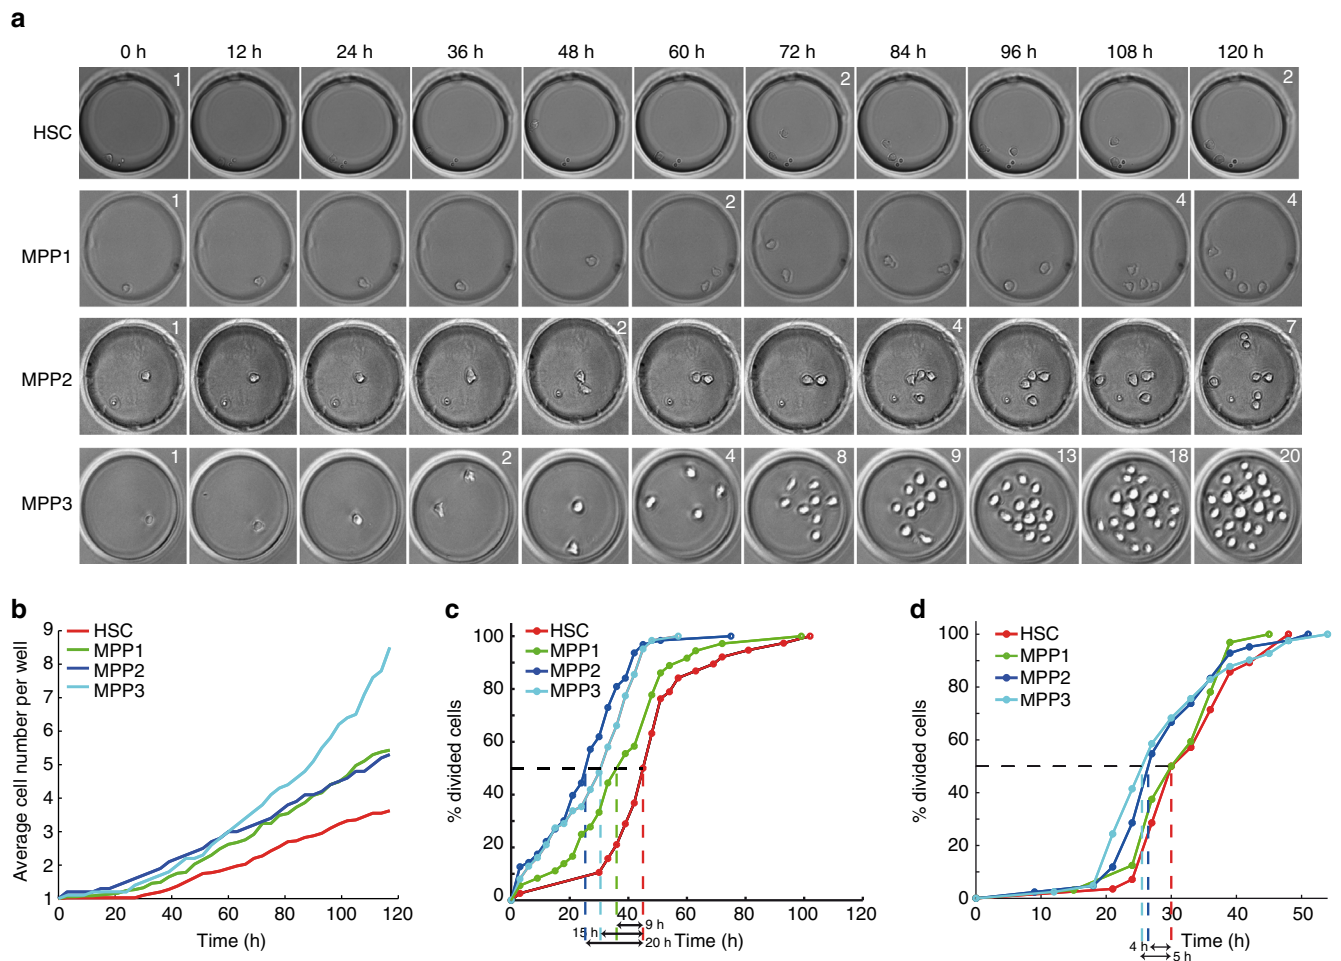 a
0 h 12 h 24 h 36 h 48 h 60 h 72 h 84 h 96 h 108 h 120 h
HSC 1 2 2
MPP1 1 2 4 4
MPP2 1 2 4 7
MPP3 1 2 4 8 9 13 18 20
b
HSC
MPP1
MPP2
MPP3
9
8
7
6
5
4
3
2
1
Average cell number per well
0 20 40 60 80 100 120
Time (h)
c
HSC
MPP1
MPP2
MPP3
100
80
60
40
20
0
% divided cells
0 20 40 60 80 100 120
9 h
15 h
20 h
Time (h)
d
HSC
MPP1
MPP2
MPP3
100
80
60
40
20
0
% divided cells
0 10 20 30 40 50
4 h
5 h
Time (h)